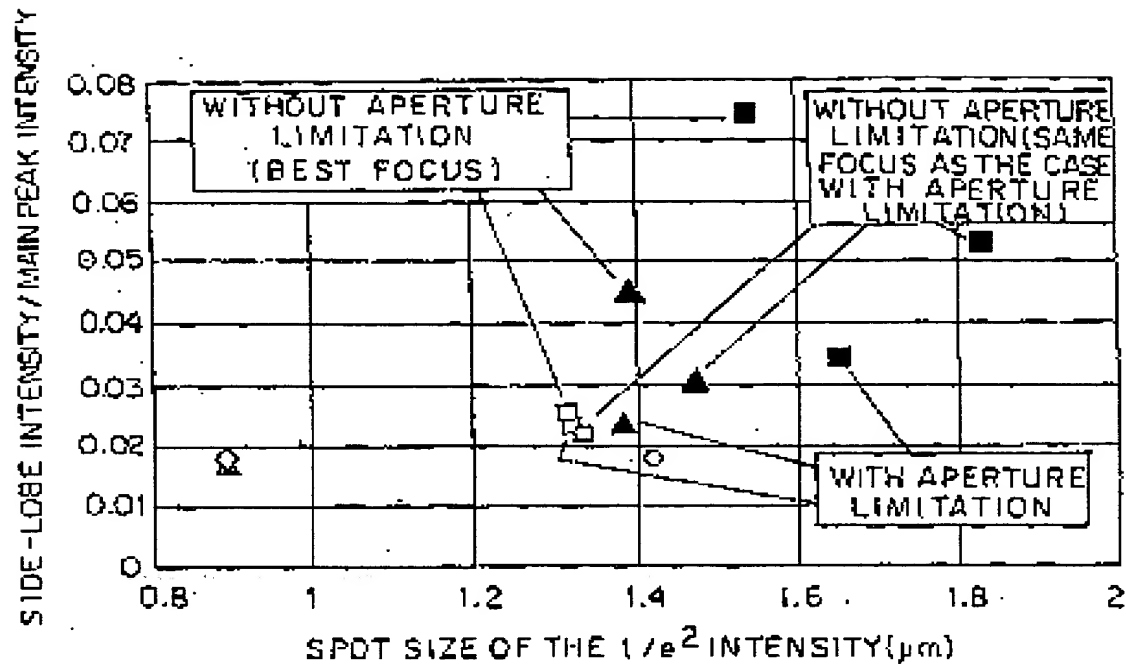 SIDE-LOBE INTENSITY/MAIN PEAK INTENSITY
0.08
0.07
0.06
0.05
0.04
0.03
0.02
0.01
0
WITHOUT APERTURE
LIMITATION
(BEST FOCUS)
WITHOUT APERTURE
LIMITATION(SAME
FOCUS AS THE CASE
WITH APERTURE
LIMITATION)
WITH APERTURE
LIMITATION
0.8
1
1.2
1.4
1.6
1.8
2
SPOT SIZE OF THE 1/e² INTENSITY(µm)